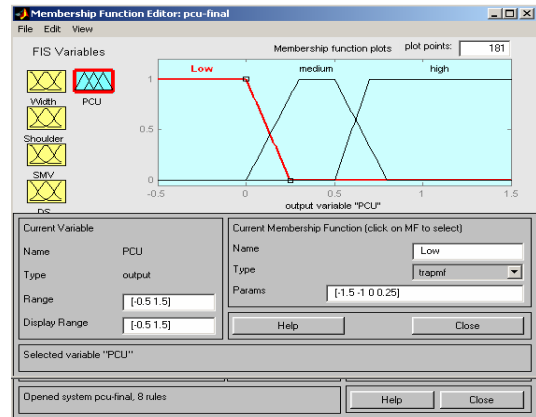 Membership Function Editor: pcu-final
File Edit View
FIS Variables
Membership function plots plot points: 181
Width
PCU
Shoulder
SMV
DS
Low medium high
1
0.5
0
-0.5 0 0.5 1 1.5
output variable "PCU"
Current Variable
Name PCU
Type output
Range [-0.5 1.5]
Display Range [-0.5 1.5]
Current Membership Function (click on MF to select)
Name Low
Type trapmf
Params [-1.5 -1 0 0.25]
Help Close
Selected variable "PCU"
Opened system pcu-final, 8 rules
Help Close